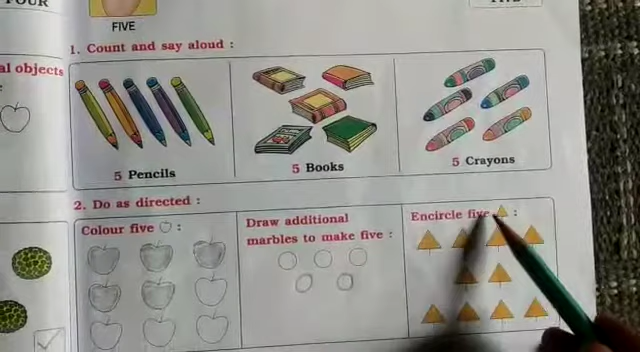 FOUR
FIVE
1. Count and say aloud :
al objects
5 Pencils
5 Books
5 Crayons
2. Do as directed :
Colour five :
Draw additional
marbles to make five :
Encircle five :